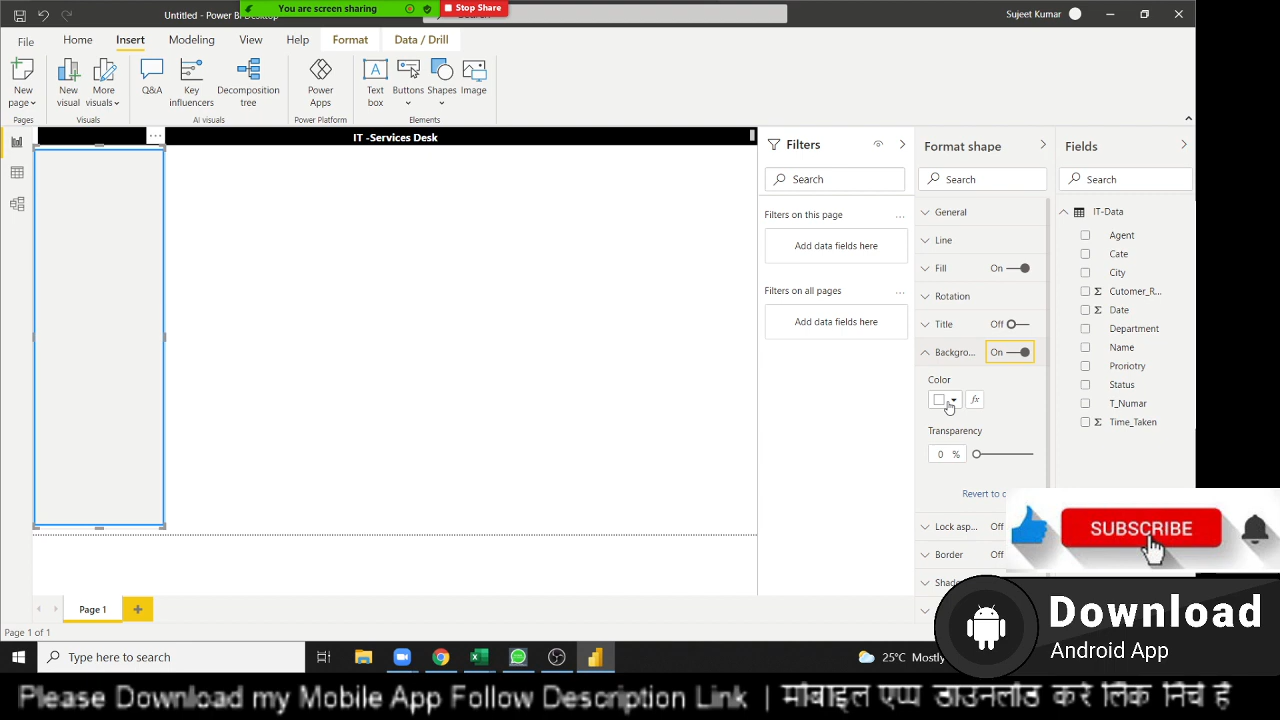 You are screen sharing
Stop Share
Untitled - Power BI Desktop
Search
Sujeet Kumar
File
Home
Insert
Modeling
View
Help
Format
Data / Drill
New page
New visual
More visuals
Q&A
Key influencers
Decomposition tree
Power Apps
Text box
Buttons
Shapes
Image
Pages
Visuals
AI visuals
Power Platform
Elements
IT -Services Desk
Filters
Search
Filters on this page
Add data fields here
Filters on all pages
Add data fields here
Format shape
Search
General
Line
Fill
On
Rotation
Title
Off
Backgro...
On
Color
fx
Transparency
0 %
Revert to
Lock asp...
Off
Border
Off
Fields
Search
IT-Data
Agent
Cate
City
Cutomer_R...
Date
Department
Name
Proriotry
Status
T_Numar
Time_Taken
SUBSCRIBE
Download
Android App
Page 1
Page 1 of 1
Type here to search
25°C Mostly
Please Download my Mobile App Follow Description Link | मोबाइल एप्प डाउनलोड करे लिंक निचे है